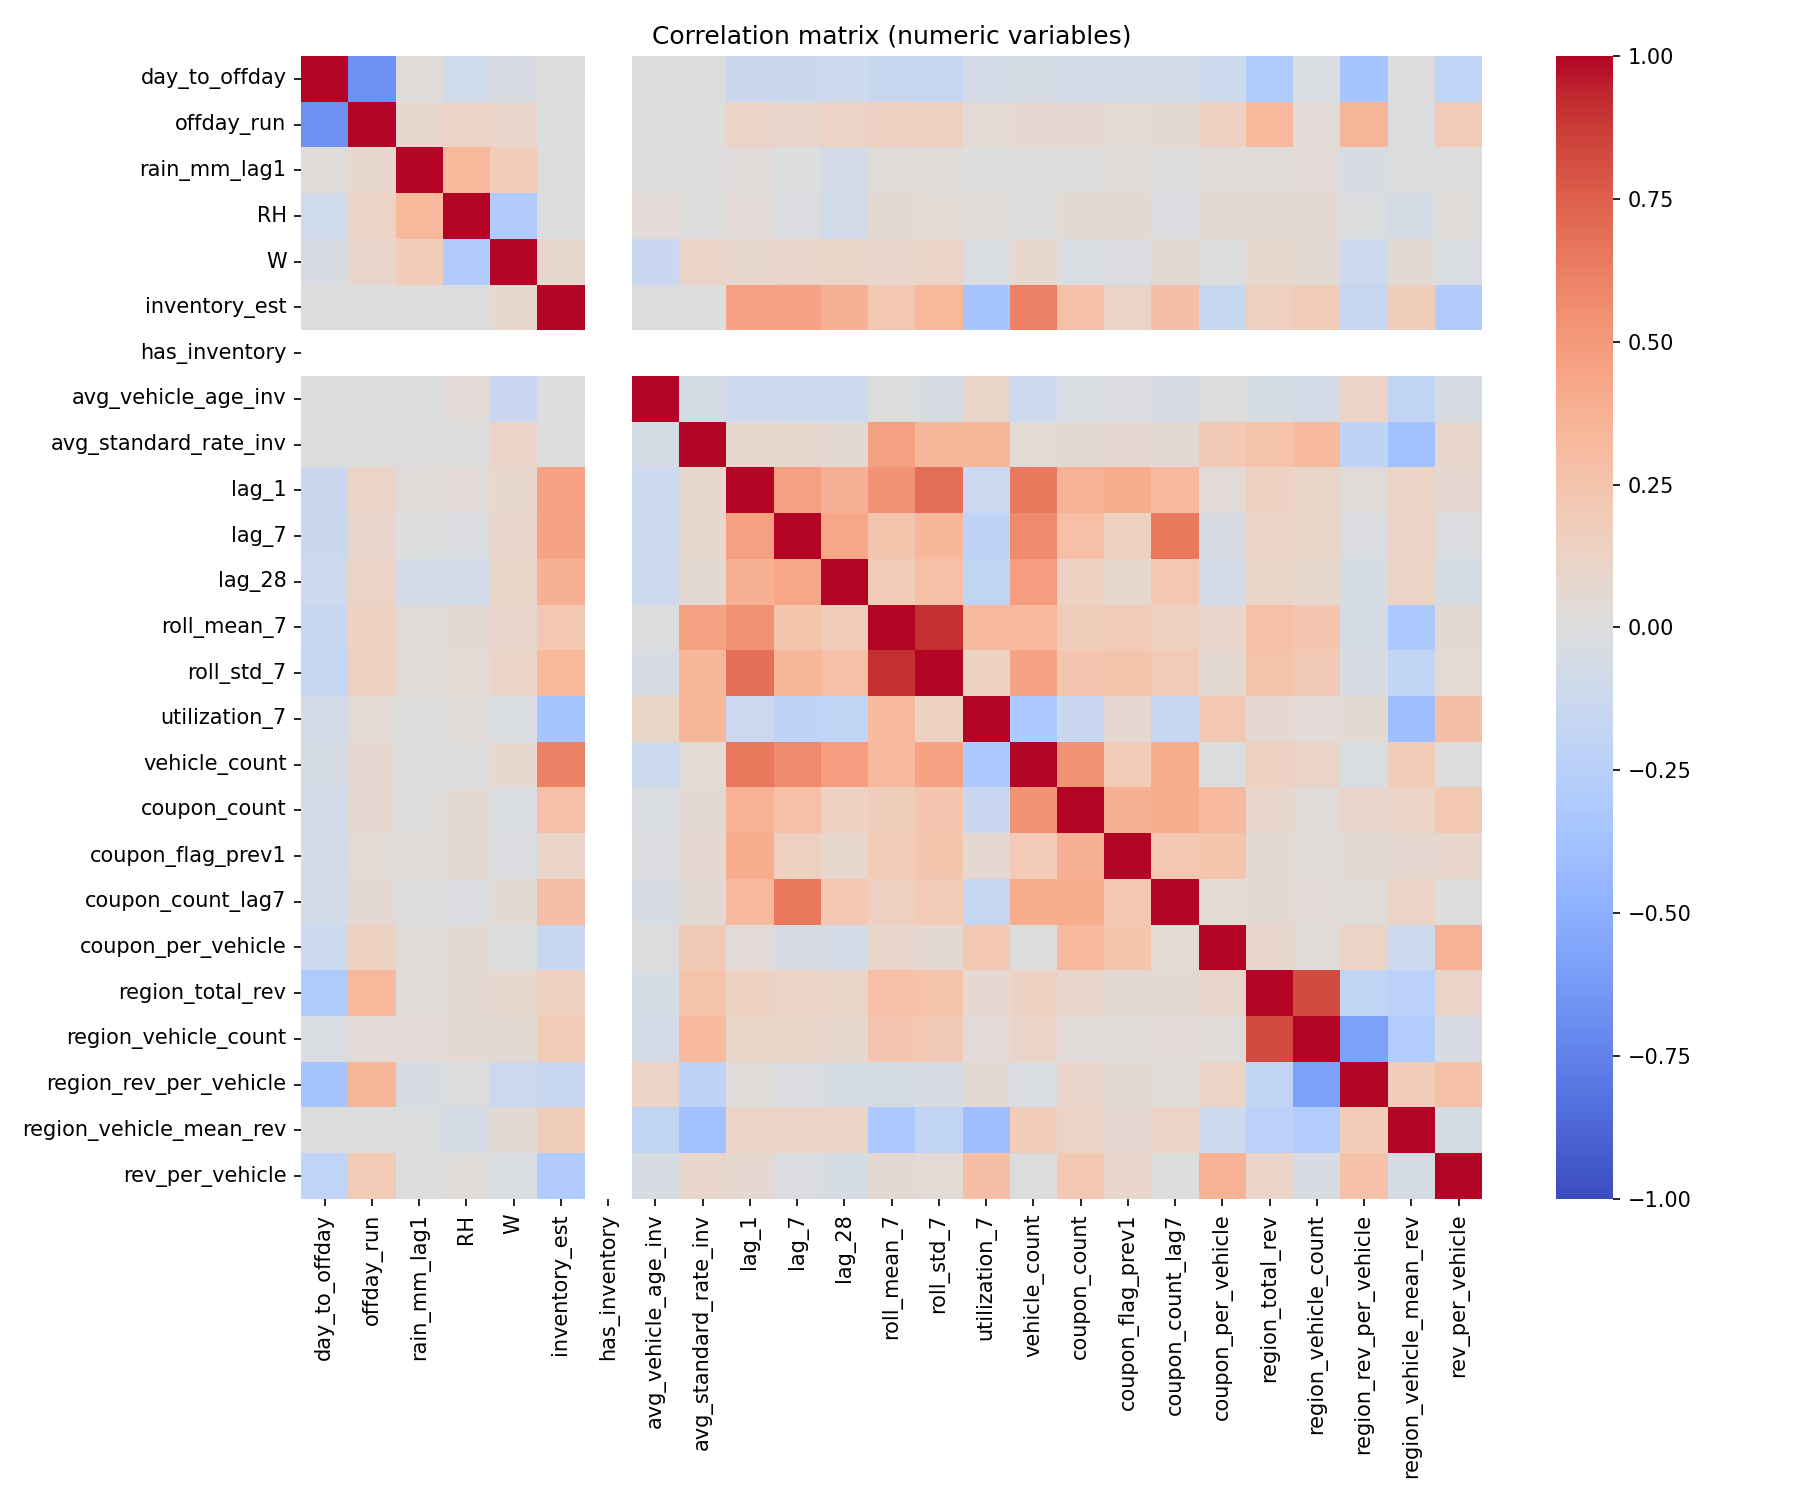 Correlation matrix (numeric variables)
day_to_offday
offday_run
rain_mm_lag1
RH
W
inventory_est
has_inventory
avg_vehicle_age_inv
avg_standard_rate_inv
lag_1
lag_7
lag_28
roll_mean_7
roll_std_7
utilization_7
vehicle_count
coupon_count
coupon_flag_prev1
coupon_count_lag7
coupon_per_vehicle
region_total_rev
region_vehicle_count
region_rev_per_vehicle
region_vehicle_mean_rev
rev_per_vehicle
day_to_offday
offday_run
rain_mm_lag1
RH
W
inventory_est
has_inventory
avg_vehicle_age_inv
avg_standard_rate_inv
lag_1
lag_7
lag_28
roll_mean_7
roll_std_7
utilization_7
vehicle_count
coupon_count
coupon_flag_prev1
coupon_count_lag7
coupon_per_vehicle
region_total_rev
region_vehicle_count
region_rev_per_vehicle
region_vehicle_mean_rev
rev_per_vehicle
1.00
0.75
0.50
0.25
0.00
−0.25
−0.50
−0.75
−1.00